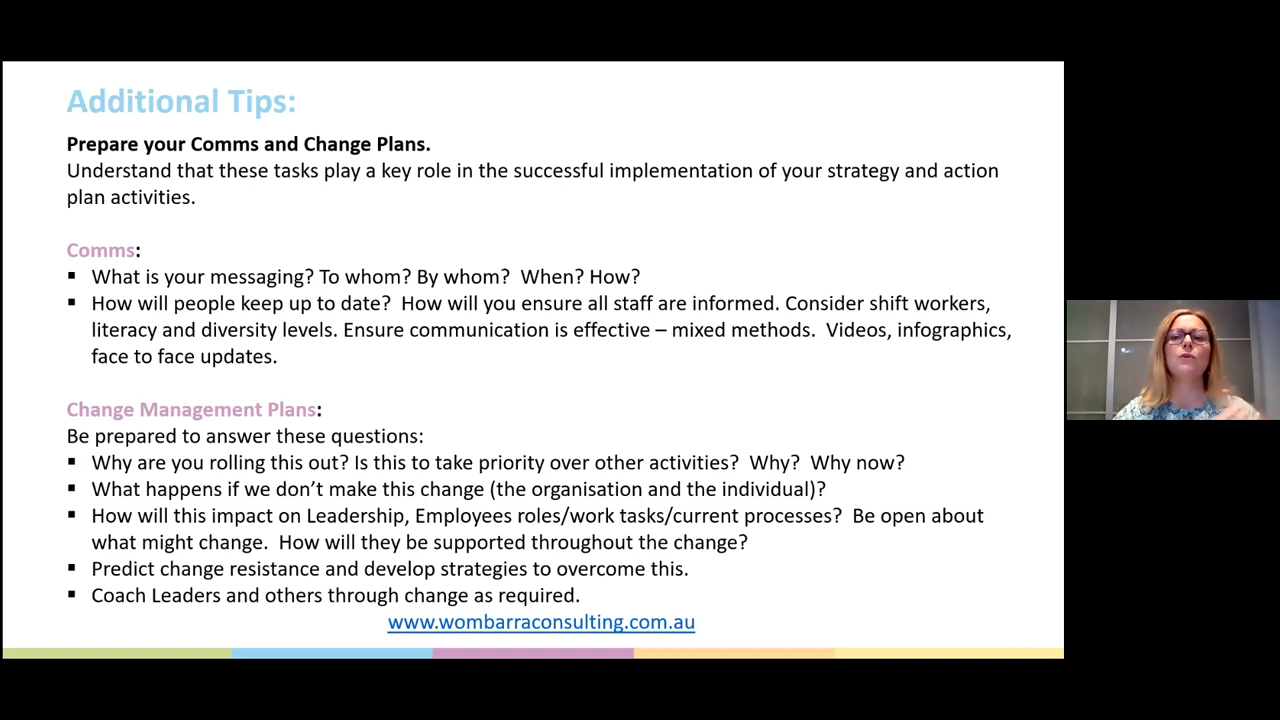 Additional Tips:
Prepare your Comms and Change Plans.
Understand that these tasks play a key role in the successful implementation of your strategy and action
plan activities.
Comms:
▪ What is your messaging? To whom? By whom?  When? How?
▪ How will people keep up to date?  How will you ensure all staff are informed. Consider shift workers,
literacy and diversity levels. Ensure communication is effective – mixed methods.  Videos, infographics,
face to face updates.
Change Management Plans:
Be prepared to answer these questions:
▪ Why are you rolling this out? Is this to take priority over other activities?  Why?  Why now?
▪ What happens if we don’t make this change (the organisation and the individual)?
▪ How will this impact on Leadership, Employees roles/work tasks/current processes?  Be open about
what might change.  How will they be supported throughout the change?
▪ Predict change resistance and develop strategies to overcome this.
▪ Coach Leaders and others through change as required.
www.wombarraconsulting.com.au